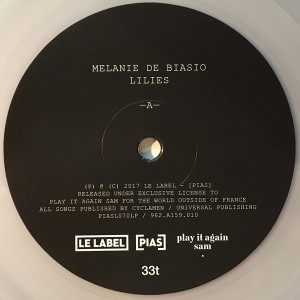 MELANIE DE BIASIO
LILIES
—A—
(P) @ (C) 2017 LE LABEL - [PIAS]
RELEASED UNDER EXCLUSIVE LICENSE TO
PLAY IT AGAIN SAM FOR THE WORLD OUTSIDE OF FRANCE
ALL SONGS PUBLISHED BY CYCLAMEN / UNIVERSAL PUBLISHING
PIASL070LP / 962.A159.010
LE LABEL [PIAS] play it again
sam
33t